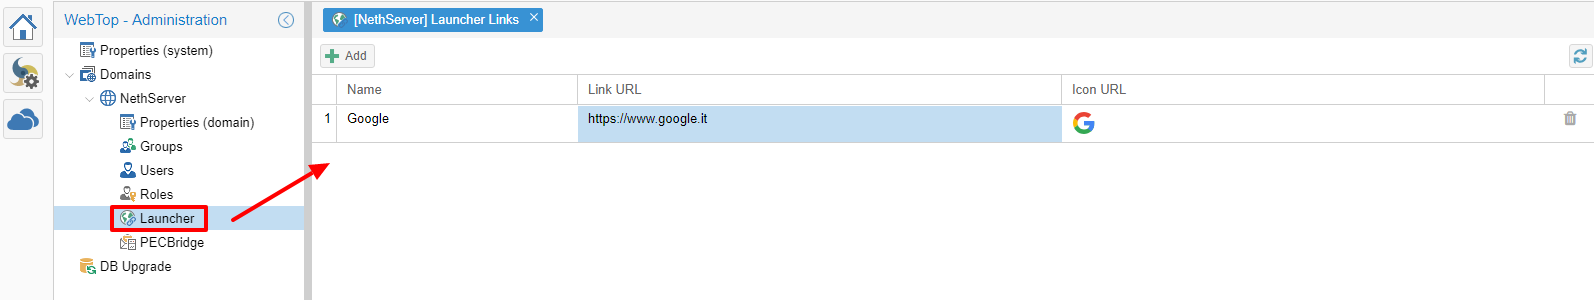 WebTop - Administration
Properties (system)
Domains
NethServer
Properties (domain)
Groups
Users
Roles
Launcher
PECBridge
DB Upgrade
[NethServer] Launcher Links
Add
Name Link URL Icon URL
1 Google https://www.google.it